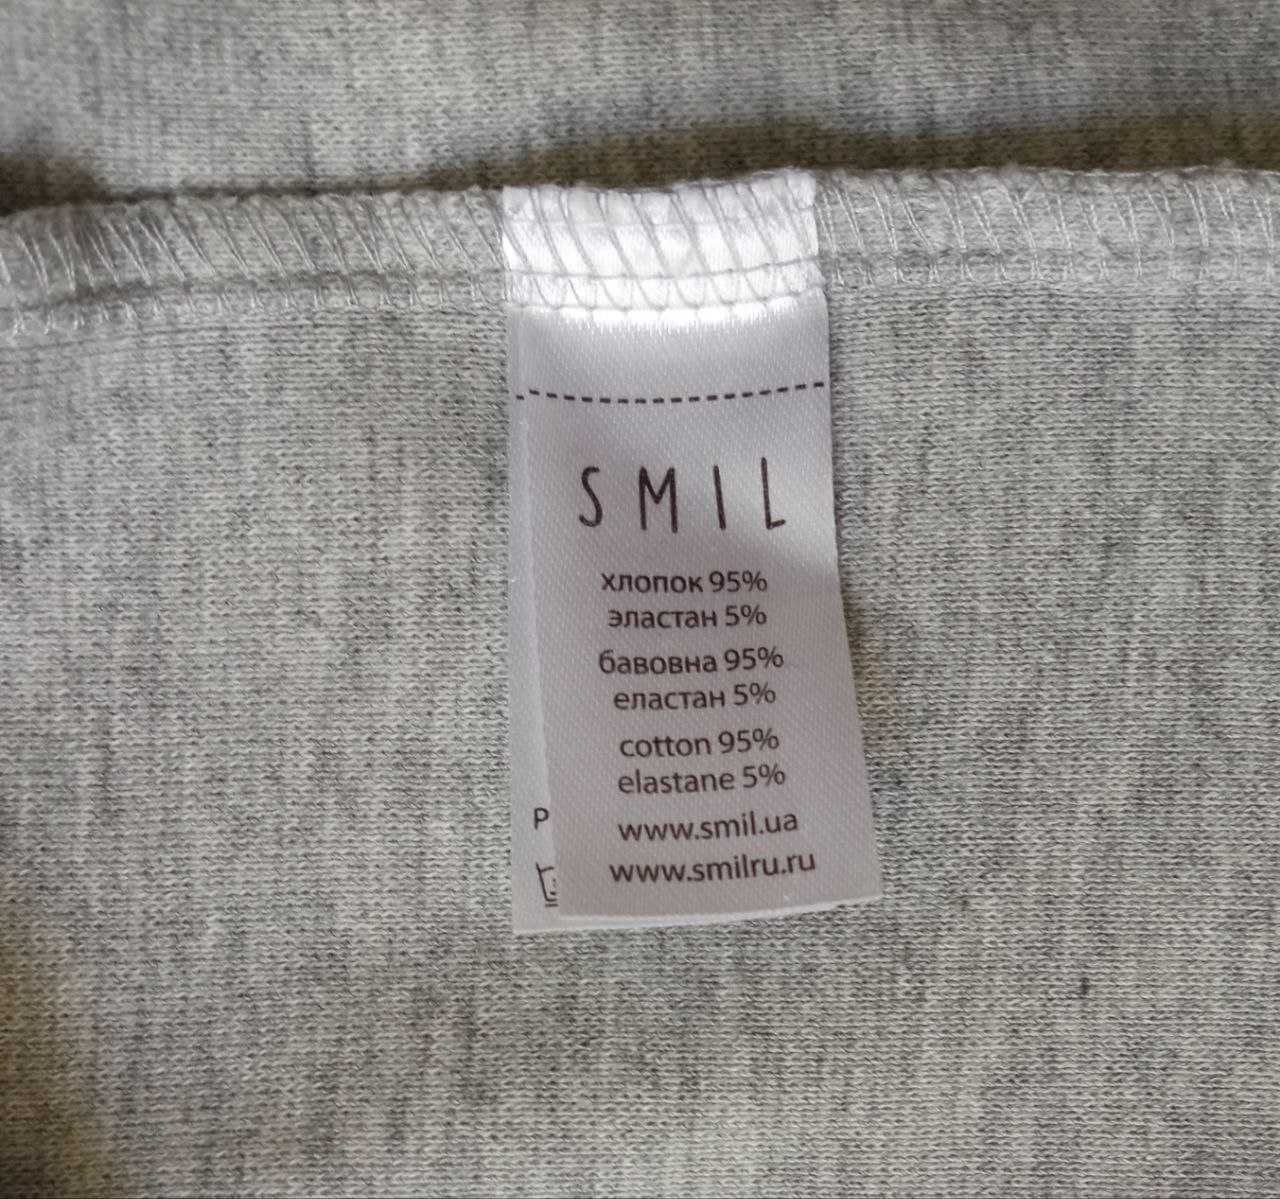 SMIL
хлопок 95%
эластан 5%
бавовна 95%
еластан 5%
cotton 95%
elastane 5%
www.smil.ua
www.smilru.ru